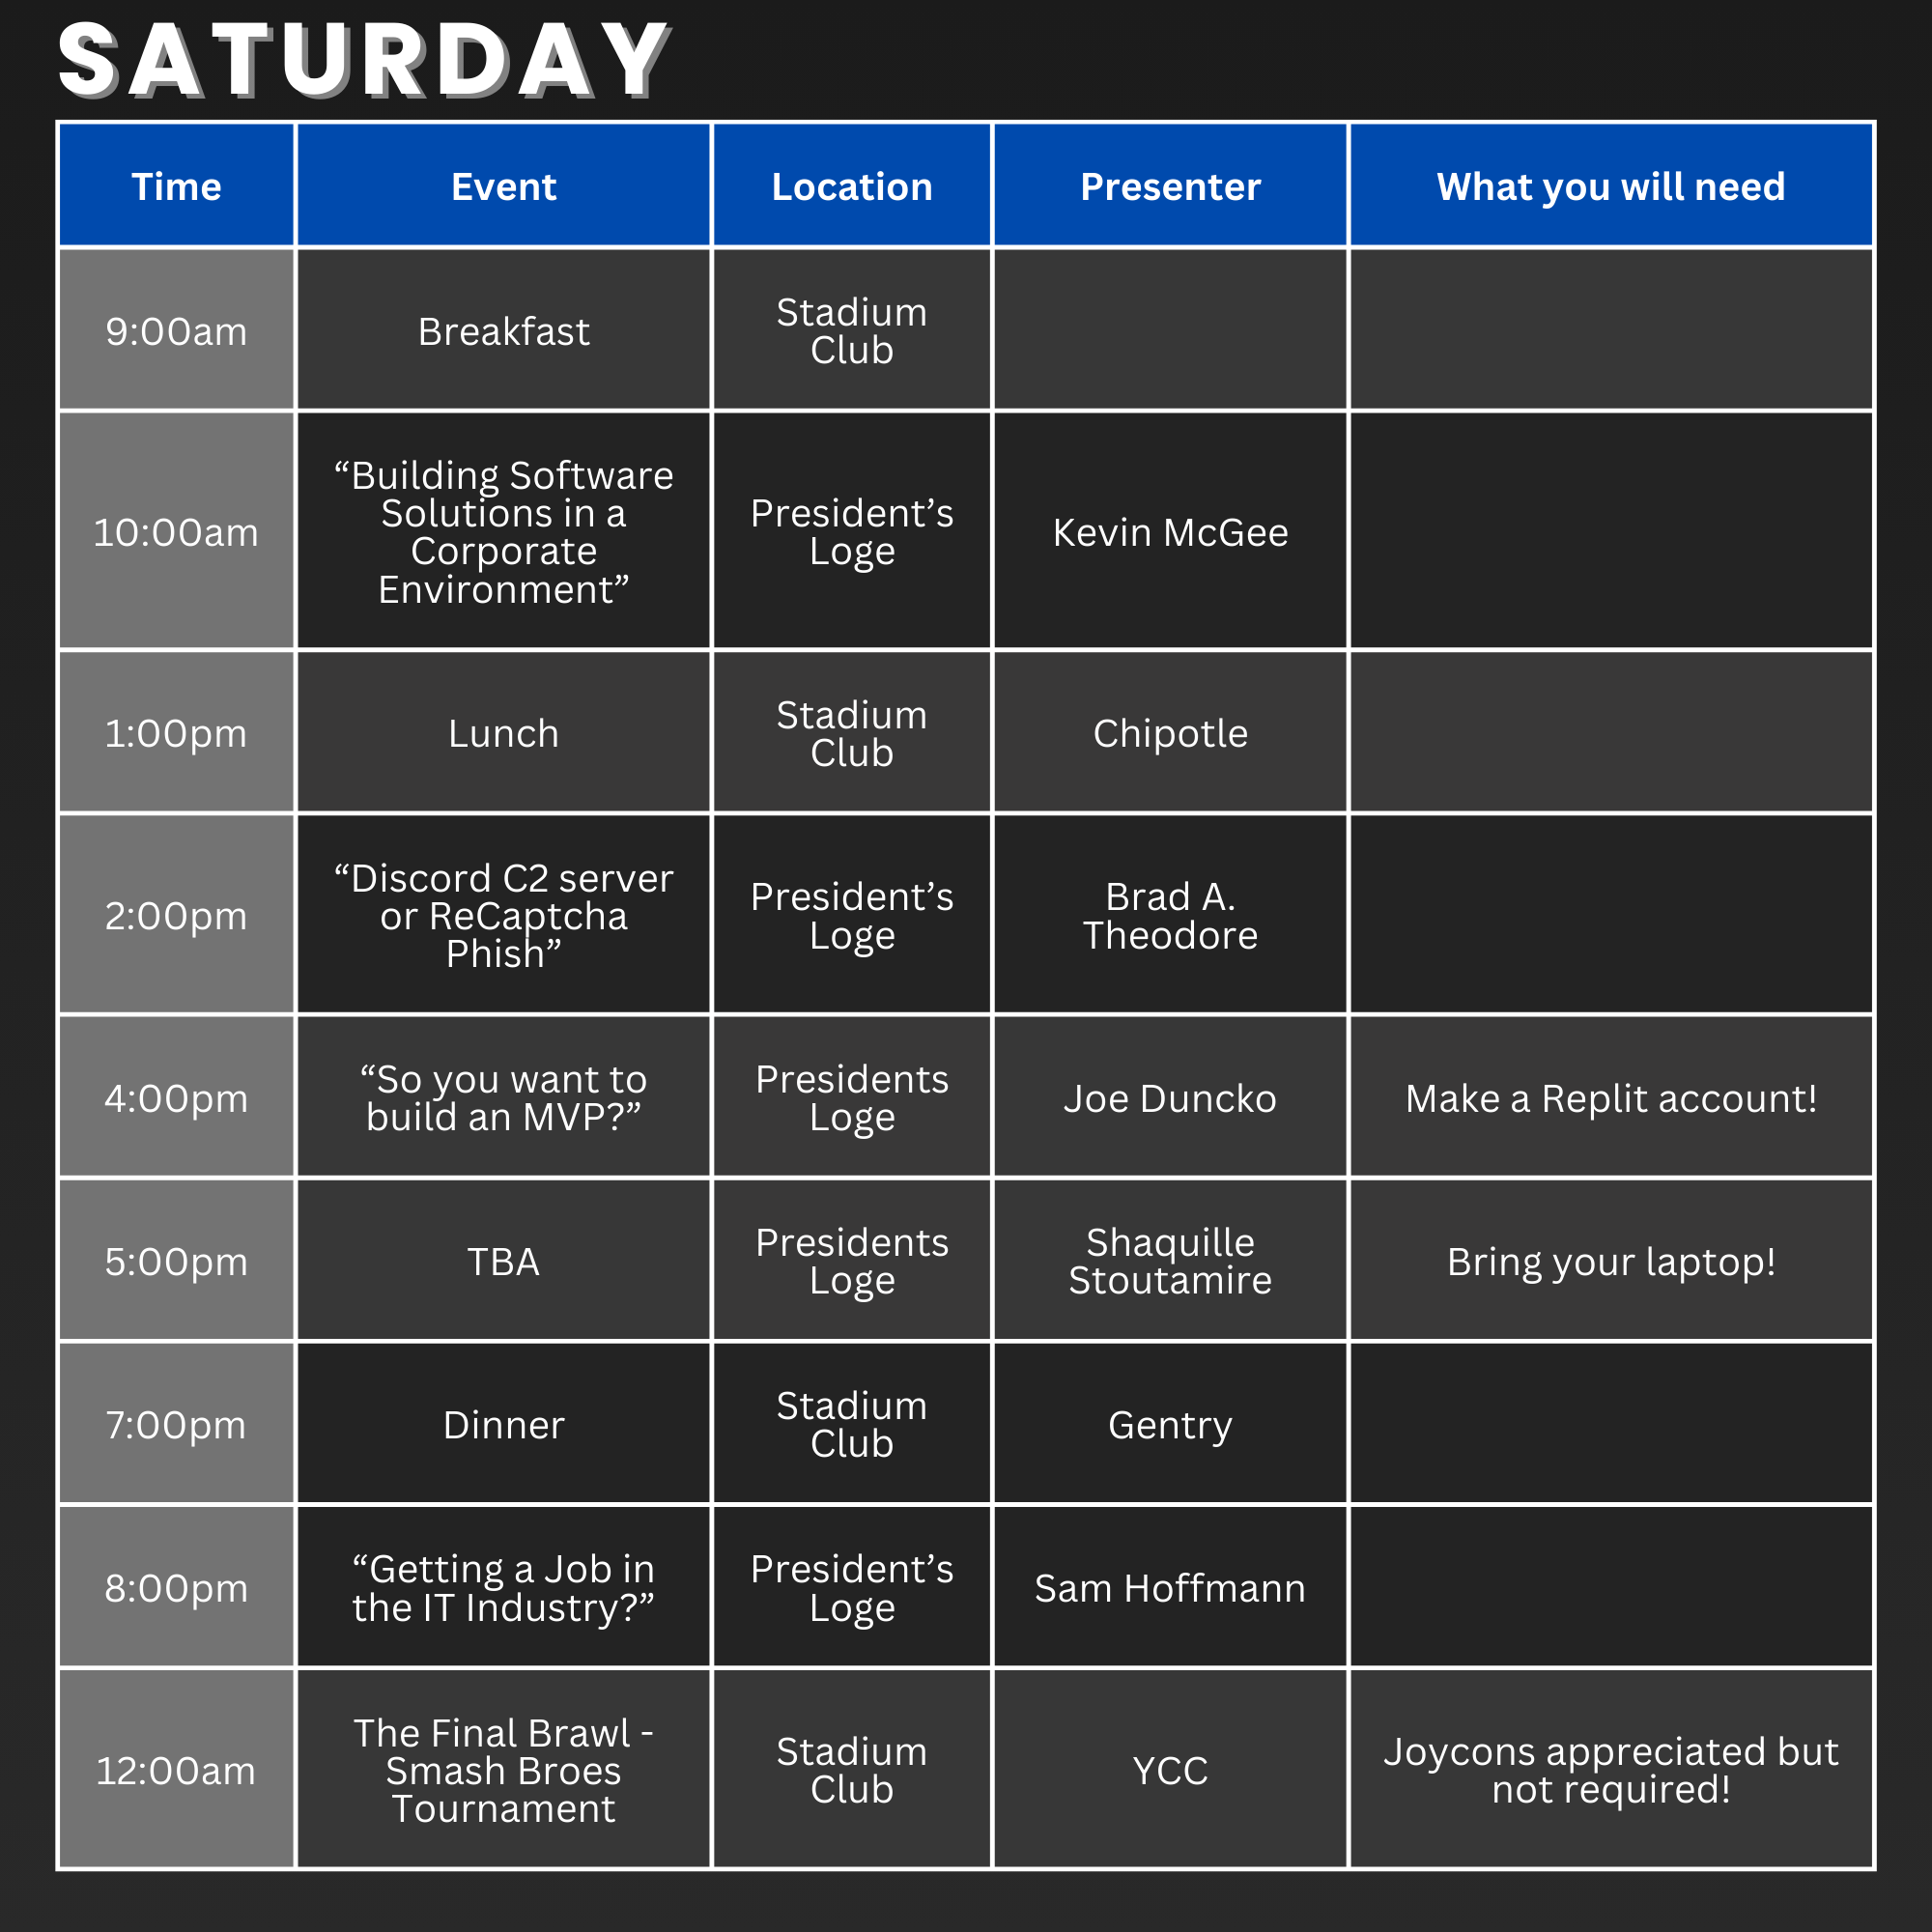 SATURDAY
Time
Event
Location
Presenter
What you will need
9:00am
Breakfast
Stadium
Club
10:00am
“Building Software
Solutions in a
Corporate
Environment”
President’s
Loge
Kevin McGee
1:00pm
Lunch
Stadium
Club
Chipotle
2:00pm
“Discord C2 server
or ReCaptcha
Phish”
President’s
Loge
Brad A.
Theodore
4:00pm
“So you want to
build an MVP?”
Presidents
Loge
Joe Duncko
Make a Replit account!
5:00pm
TBA
Presidents
Loge
Shaquille
Stoutamire
Bring your laptop!
7:00pm
Dinner
Stadium
Club
Gentry
8:00pm
“Getting a Job in
the IT Industry?”
President’s
Loge
Sam Hoffmann
12:00am
The Final Brawl -
Smash Broes
Tournament
Stadium
Club
YCC
Joycons appreciated but
not required!